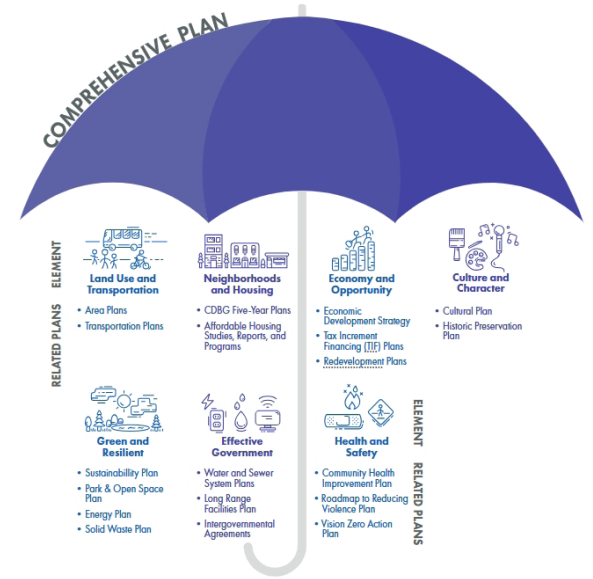 COMPREHENSIVE PLAN
ELEMENT
Land Use and
Transportation
RELATED PLANS
• Area Plans
• Transportation Plans
Neighborhoods
and Housing
• CDBG Five-Year Plans
• Affordable Housing
Studies, Reports, and
Programs
Economy and
Opportunity
• Economic
Development Strategy
• Tax Increment
Financing (TIF) Plans
• Redevelopment Plans
Culture and
Character
• Cultural Plan
• Historic Preservation
Plan
Green and
Resilient
• Sustainabillity Plan
• Park & Open Space
Plan
• Energy Plan
• Solid Waste Plan
Effective
Government
• Water and Sewer
System Plans
• Long Range
Facilities Plan
• Intergovernmental
Agreements
Health and
Safety
• Community Health
Improvement Plan
• Roadmap to Reducing
Violence Plan
• Vision Zero Action
Plan
ELEMENT
RELATED PLANS